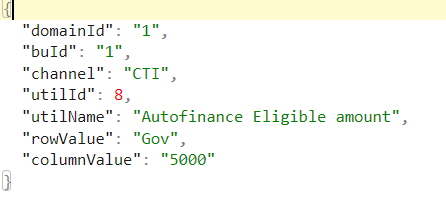 {
"domainId": "1",
"buId": "1",
"channel": "CTI",
"utilId": 8,
"utilName": "Autofinance Eligible amount",
"rowValue": "Gov",
"columnValue": "5000"
}